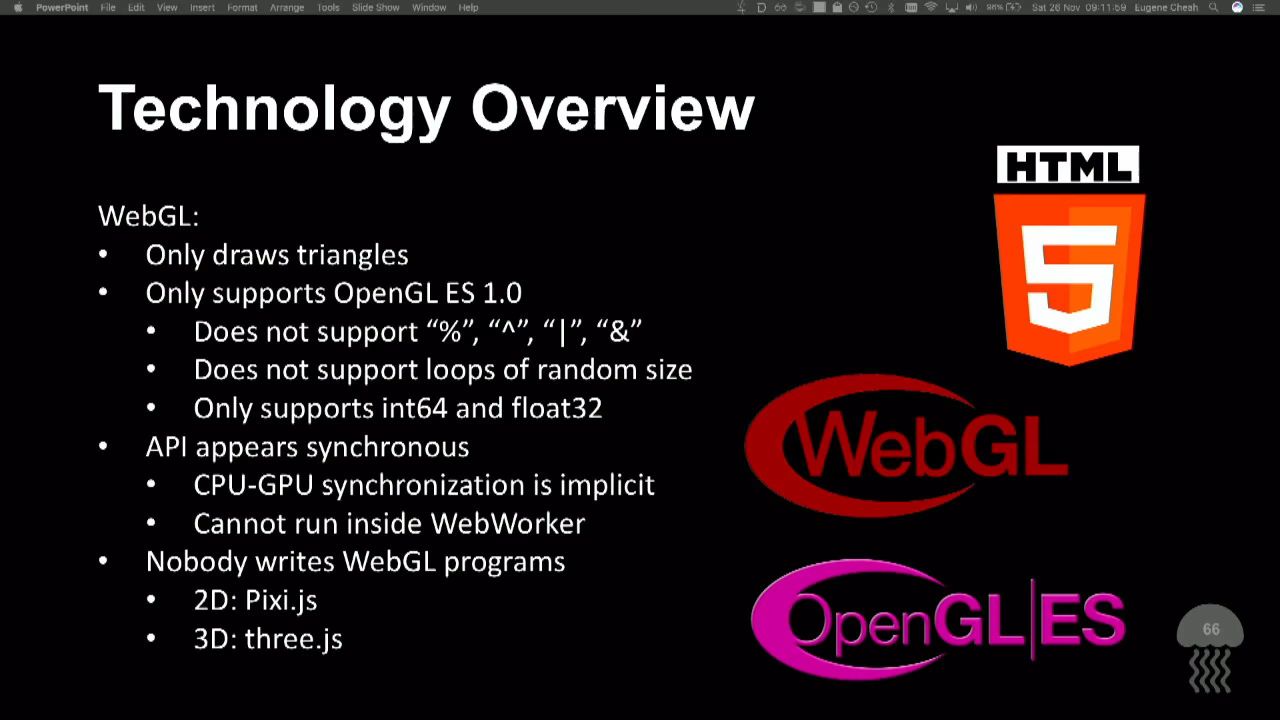 PowerPoint File Edit View Insert Format Arrange Tools Slide Show Window Help 96% Sat 26 Nov 09:11:59 Eugene Cheah
Technology Overview
HTML
5
WebGL:
• Only draws triangles
• Only supports OpenGL ES 1.0
• Does not support “%”, “^”, “|”, “&”
• Does not support loops of random size
• Only supports int64 and float32
• API appears synchronous
• CPU-GPU synchronization is implicit
• Cannot run inside WebWorker
• Nobody writes WebGL programs
• 2D: Pixi.js
• 3D: three.js
WebGL
OpenGL|ES
66